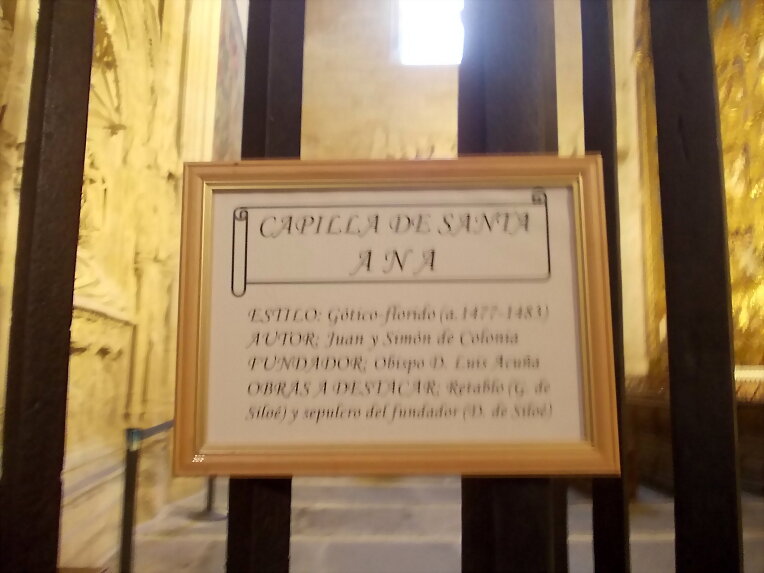 CAPILLA DE SANTA
ANA
ESTILO: Gótico-florido (a. 1477-1483)
AUTOR: Juan y Simón de Colonia
FUNDADOR: Obispo D. Luis Acuña
OBRAS A DESTACAR: Retablo (G. de
Siloé) y sepulcro del fundador (D. de Siloé)